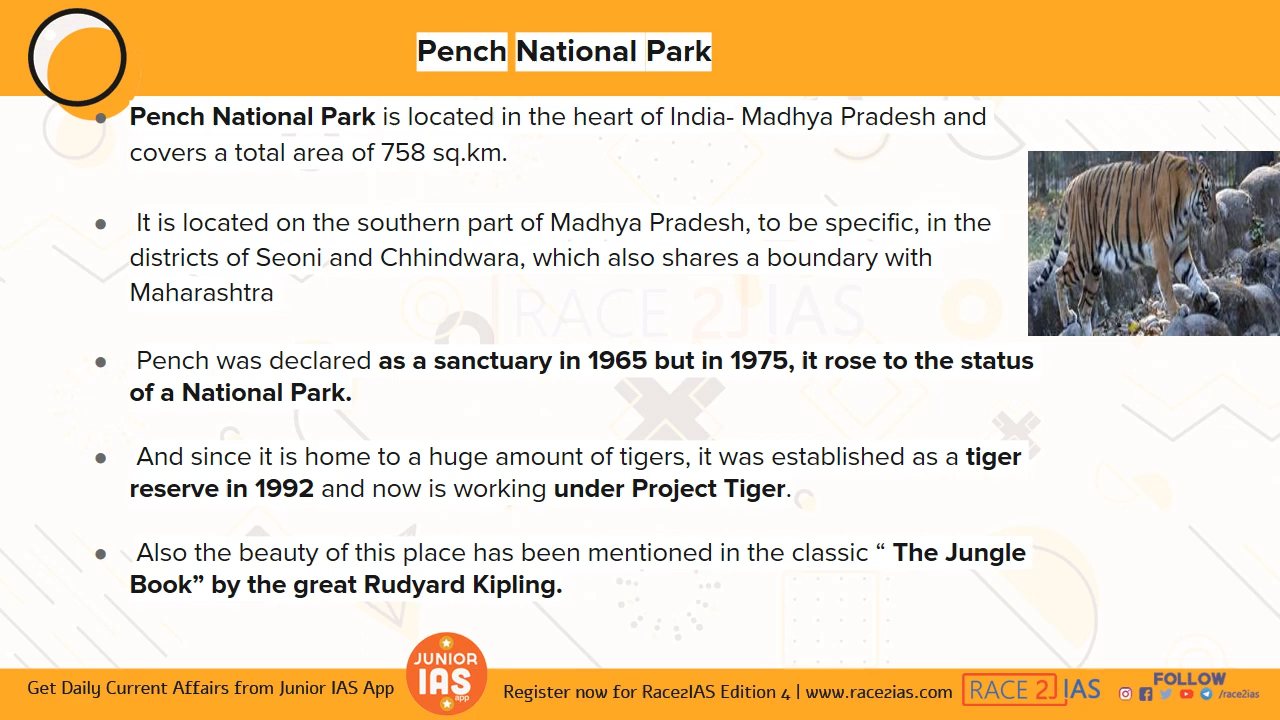 Pench National Park
● Pench National Park is located in the heart of India- Madhya Pradesh and
covers a total area of 758 sq.km.
● It is located on the southern part of Madhya Pradesh, to be specific, in the
districts of Seoni and Chhindwara, which also shares a boundary with
Maharashtra
RACE 2 IAS
● Pench was declared as a sanctuary in 1965 but in 1975, it rose to the status
of a National Park.
● And since it is home to a huge amount of tigers, it was established as a tiger
reserve in 1992 and now is working under Project Tiger.
● Also the beauty of this place has been mentioned in the classic “ The Jungle
Book” by the great Rudyard Kipling.
Get Daily Current Affairs from Junior IAS App
JUNIOR
IAS
app
Register now for Race2IAS Edition 4 | www.race2ias.com
RACE 2 IAS
FOLLOW
/race2ias